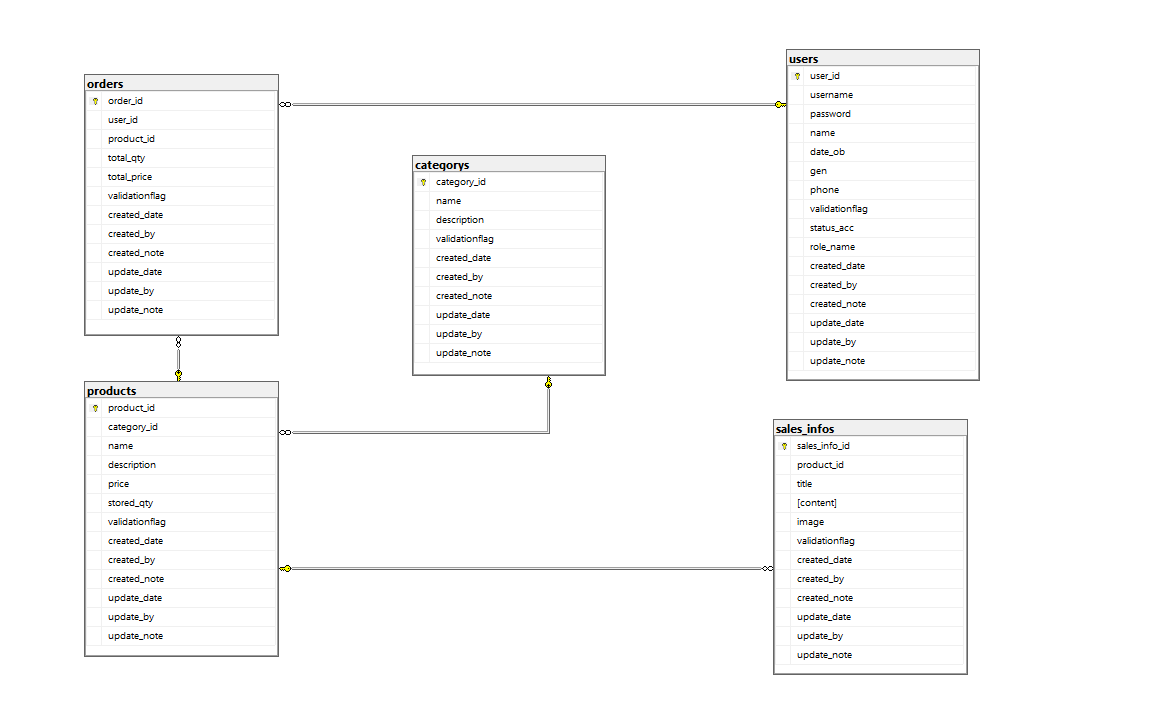 orders
order_id
user_id
product_id
total_qty
total_price
validationflag
created_date
created_by
created_note
update_date
update_by
update_note
users
user_id
username
password
name
date_ob
gen
phone
validationflag
status_acc
role_name
created_date
created_by
created_note
update_date
update_by
update_note
categorys
category_id
name
description
validationflag
created_date
created_by
created_note
update_date
update_by
update_note
products
product_id
category_id
name
description
price
stored_qty
validationflag
created_date
created_by
created_note
update_date
update_by
update_note
sales_infos
sales_info_id
product_id
title
[content]
image
validationflag
created_date
created_by
created_note
update_date
update_by
update_note